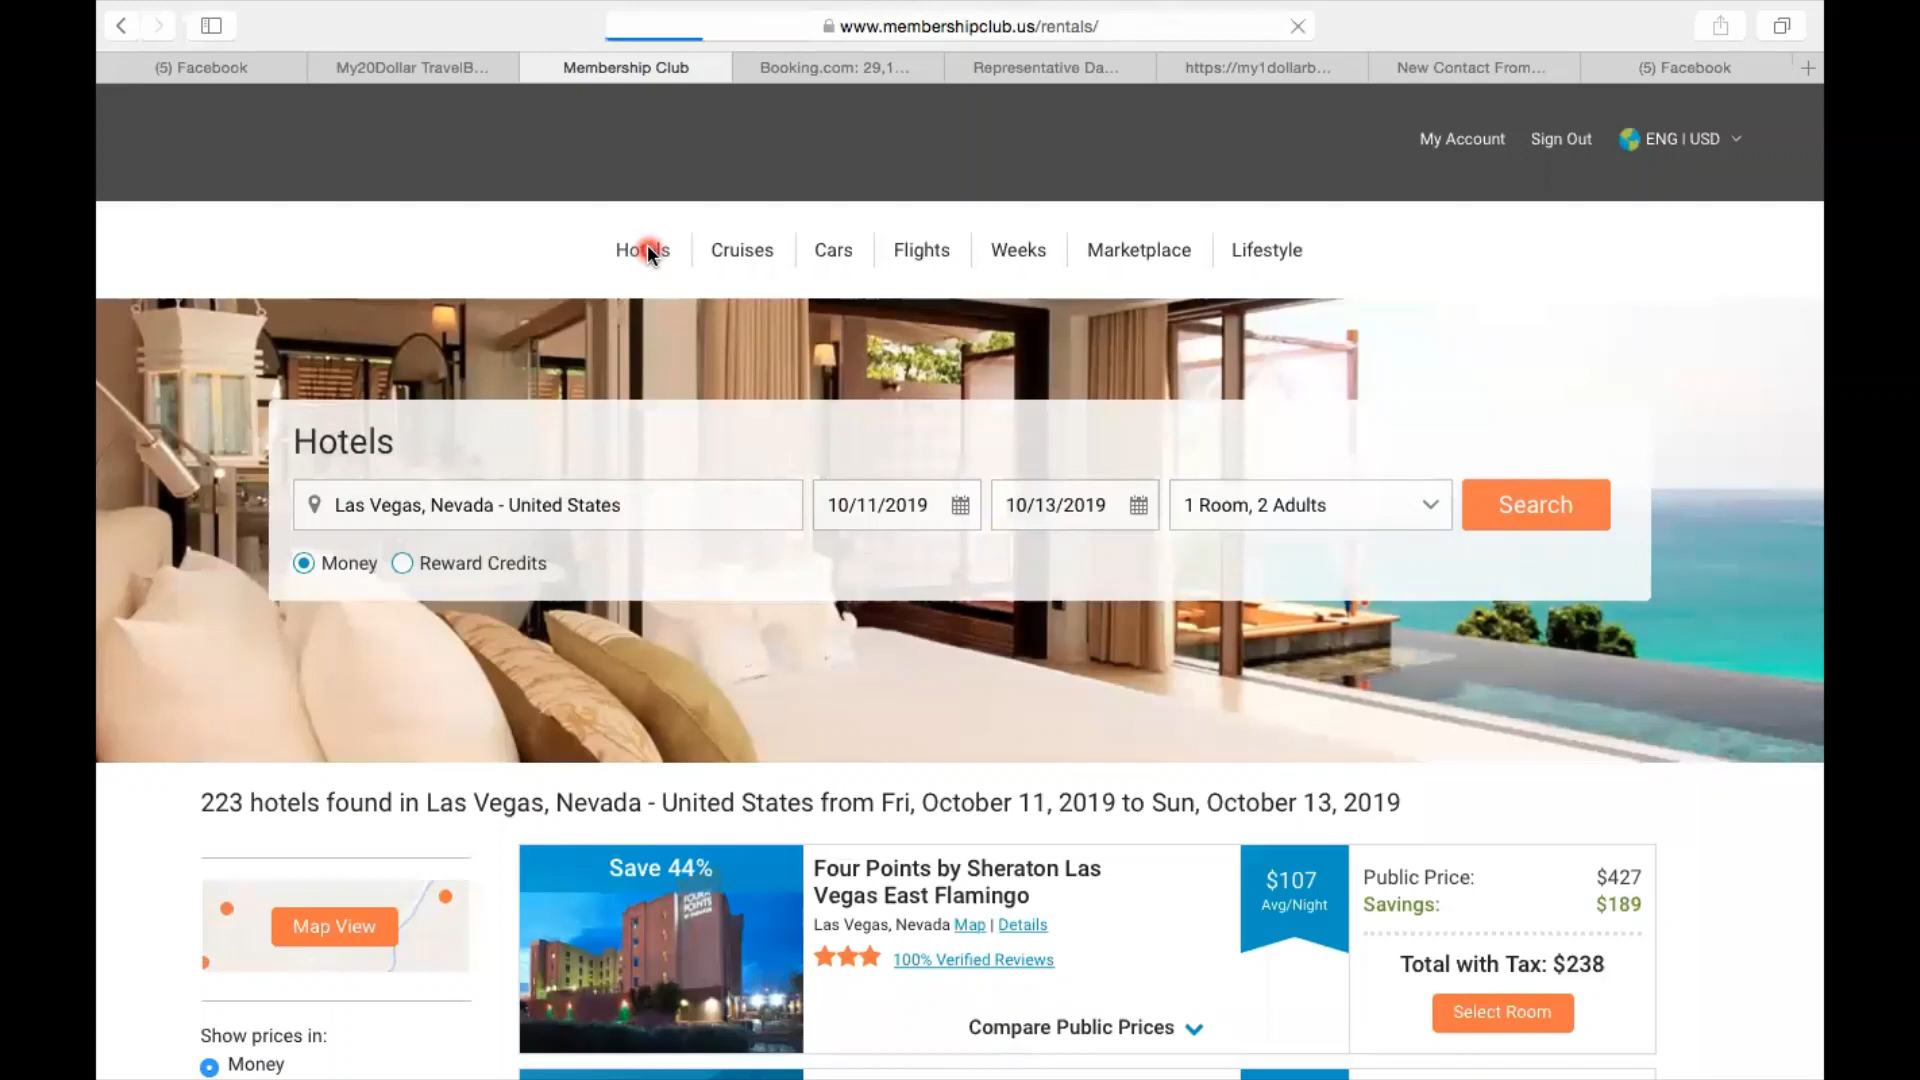 www.membershipclub.us/rentals/
(5) Facebook
My20Dollar TravelB...
Membership Club
Booking.com: 29,1...
Representative Da...
https://my1dollarb...
New Contact From...
(5) Facebook
My Account
Sign Out
ENG | USD
Hotels
Cruises
Cars
Flights
Weeks
Marketplace
Lifestyle
Hotels
Las Vegas, Nevada - United States
10/11/2019
10/13/2019
1 Room, 2 Adults
Search
Money
Reward Credits
223 hotels found in Las Vegas, Nevada - United States from Fri, October 11, 2019 to Sun, October 13, 2019
Map View
Show prices in:
Money
Save 44%
FOUR
POINTS
Four Points by Sheraton Las
Vegas East Flamingo
Las Vegas, Nevada Map | Details
100% Verified Reviews
Compare Public Prices
$107
Avg/Night
Public Price: $427
Savings: $189
Total with Tax: $238
Select Room